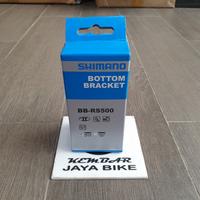 SHIMANO
BOTTOM
BRACKET
BB-RS500
KEMBAR
JAYA BIKE